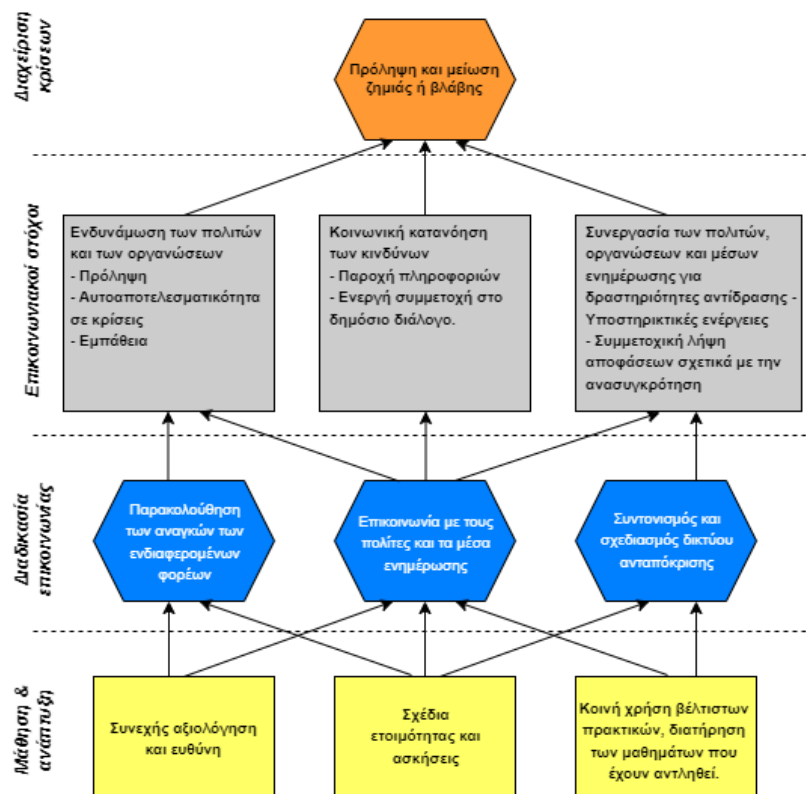 Διαχείριση
κρίσεων
Πρόληψη και μείωση
ζημιάς ή βλάβης
Επικοινωνιακοί στόχοι
Ενδυνάμωση των πολιτών
και των οργανώσεων
- Πρόληψη
- Αυτοαποτελεσματικότητα
σε κρίσεις
- Εμπάθεια
Κοινωνική κατανόηση
των κινδύνων
- Παροχή πληροφοριών
- Ενεργή συμμετοχή στο
δημόσιο διάλογο.
Συνεργασία των πολιτών,
οργανώσεων και μέσων
ενημέρωσης για
δραστηριότητες αντίδρασης -
Υποστηρικτικές ενέργειες
- Συμμετοχική λήψη
αποφάσεων σχετικά με την
ανασυγκρότηση
Διαδικασία
επικοινωνίας
Παρακολούθηση
των αναγκών των
ενδιαφερομένων
φορέων
Επικοινωνία με τους
πολίτες και τα μέσα
ενημέρωσης
Συντονισμός και
σχεδιασμός δικτύου
ανταπόκρισης
Μάθηση &
ανάπτυξη
Συνεχής αξιολόγηση
και ευθύνη
Σχέδια
ετοιμότητας και
ασκήσεις
Κοινή χρήση βέλτιστων
πρακτικών, διατήρηση
των μαθημάτων που
έχουν αντληθεί.